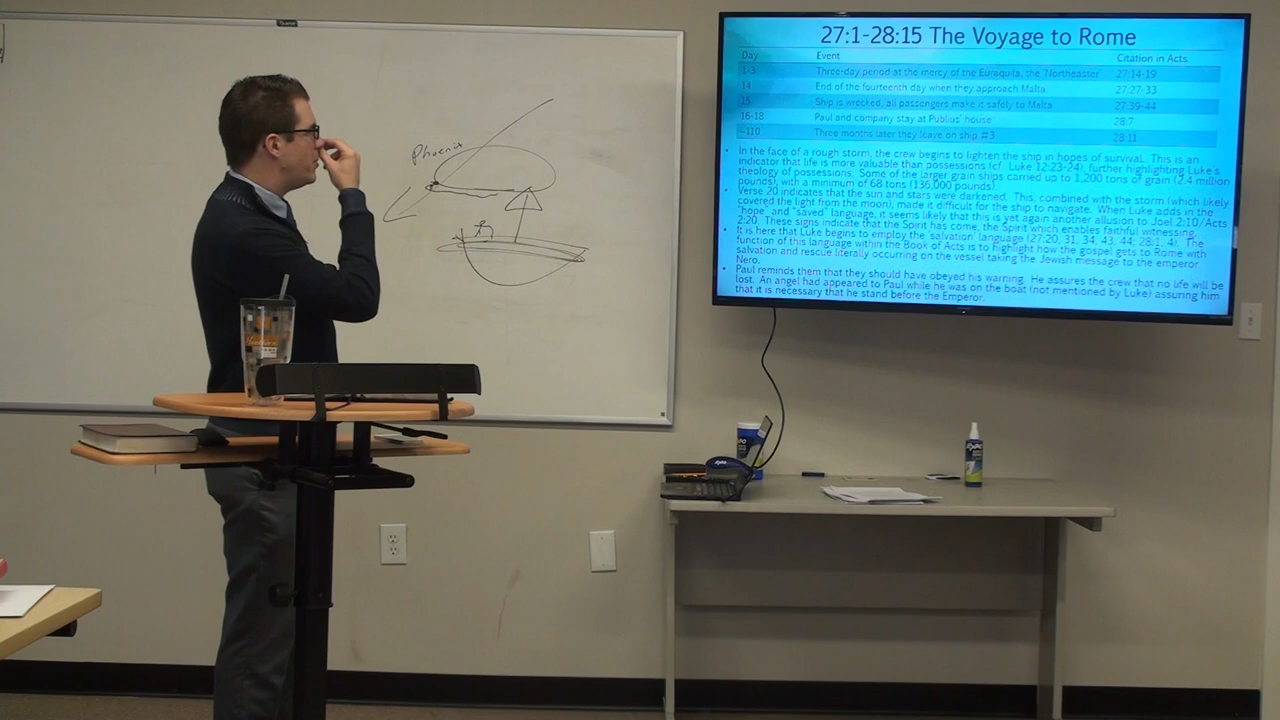 Phoenix
27:1-28:15 The Voyage to Rome
Day Event Citation in Acts
1-3 Three-day period at the mercy of the Euraquila, the 'Northeaster' 27:14-19
14 End of the fourteenth day when they approach Malta 27:27-33
15 Ship is wrecked, all passengers make it safely to Malta 27:39-44
16-18 Paul and company stay at Publius' house 28:7
~110 Three months later they leave on ship #3 28:11
• In the face of a rough storm, the crew begins to lighten the ship in hopes of survival. This is an
indicator that life is more valuable than possessions (cf. Luke 12:23-24), further highlighting Luke's
theology of possessions. Some of the larger grain ships carried up to 1,200 tons of grain (2.4 million
pounds), with a minimum of 68 tons (136,000 pounds).
• Verse 20 indicates that the sun and stars were darkened. This, combined with the storm (which likely
covered the light from the moon), made it difficult for the ship to navigate. When Luke adds in the
"hope" and "saved" language, it seems likely that this is yet again another allusion to Joel 2:10/Acts
2:20. These signs indicate that the Spirit has come, the Spirit which enables faithful witnessing.
• It is here that Luke begins to employ the 'salvation' language (27:20, 31, 34, 43, 44; 28:1, 4). The
function of this language within the Book of Acts is to highlight how the gospel gets to Rome with
salvation and rescue literally occurring on the vessel taking the Jewish message to the emperor
Nero.
• Paul reminds them that they should have obeyed his warning. He assures the crew that no life will be
lost. An angel had appeared to Paul while he was on the boat (not mentioned by Luke) assuring him
that it is necessary that he stand before the Emperor.